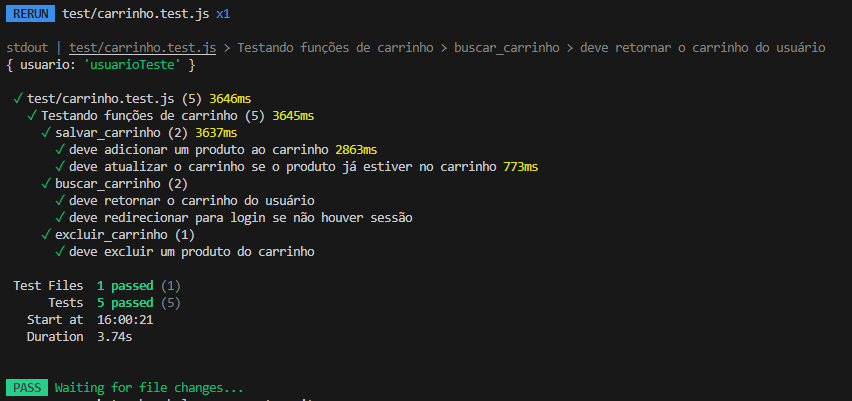 RERUN test/carrinho.test.js x1
stdout | test/carrinho.test.js > Testando funções de carrinho > buscar_carrinho > deve retornar o carrinho do usuário
{ usuario: 'usuarioTeste' }
✓ test/carrinho.test.js (5) 3646ms
✓ Testando funções de carrinho (5) 3645ms
✓ salvar_carrinho (2) 3637ms
✓ deve adicionar um produto ao carrinho 2863ms
✓ deve atualizar o carrinho se o produto já estiver no carrinho 773ms
✓ buscar_carrinho (2)
✓ deve retornar o carrinho do usuário
✓ deve redirecionar para login se não houver sessão
✓ excluir_carrinho (1)
✓ deve excluir um produto do carrinho
Test Files 1 passed (1)
Tests 5 passed (5)
Start at 16:00:21
Duration 3.74s
PASS Waiting for file changes...